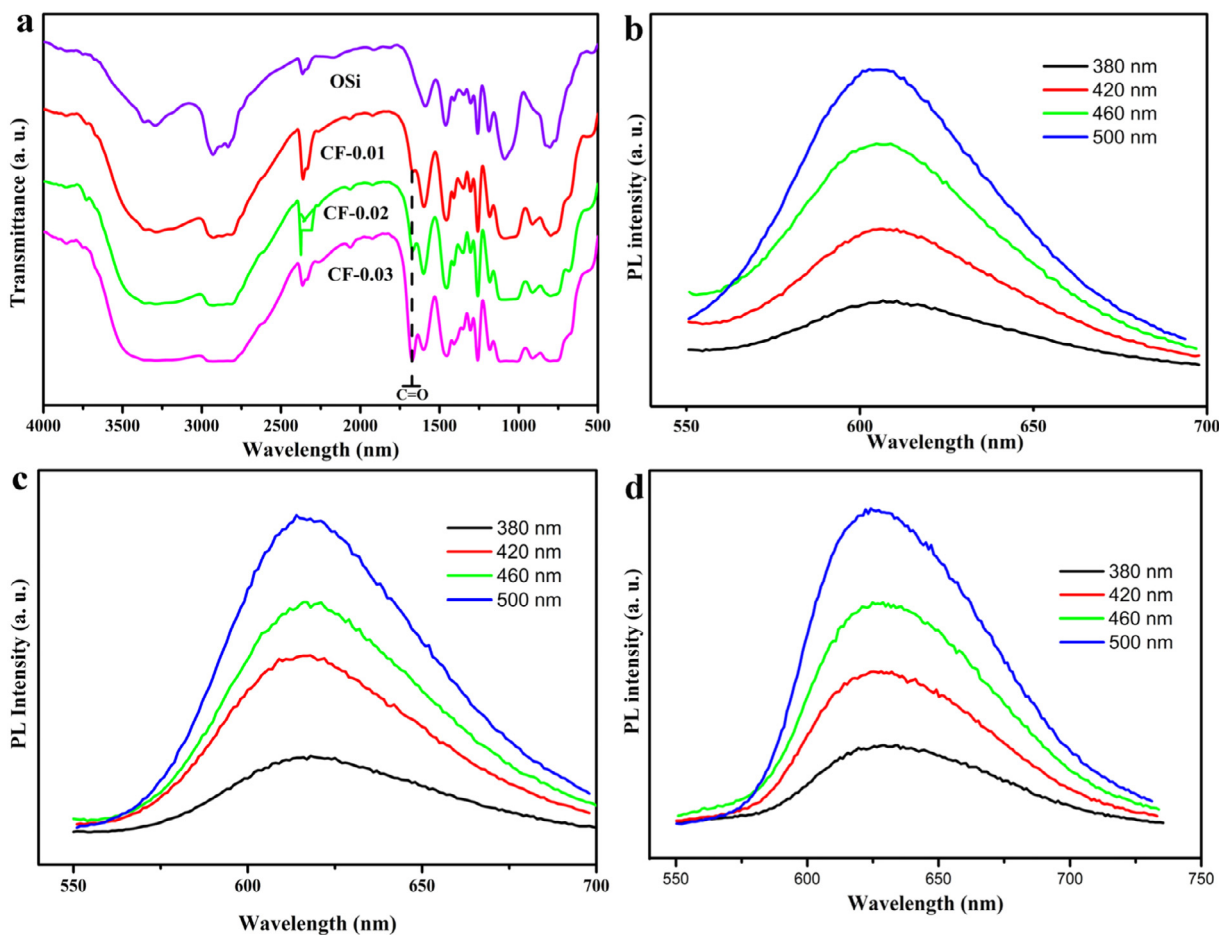 a
OSi
CF-0.01
CF-0.02
CF-0.03
C=O
Transmittance (a. u.)
4000 3500 3000 2500 2000 1500 1000 500
Wavelength (nm)
b
380 nm
420 nm
460 nm
500 nm
PL intensity (a. u.)
550 600 650 700
Wavelength (nm)
c
380 nm
420 nm
460 nm
500 nm
PL Intensity (a. u.)
550 600 650 700
Wavelength (nm)
d
380 nm
420 nm
460 nm
500 nm
PL intensity (a. u.)
550 600 650 700 750
Wavelength (nm)